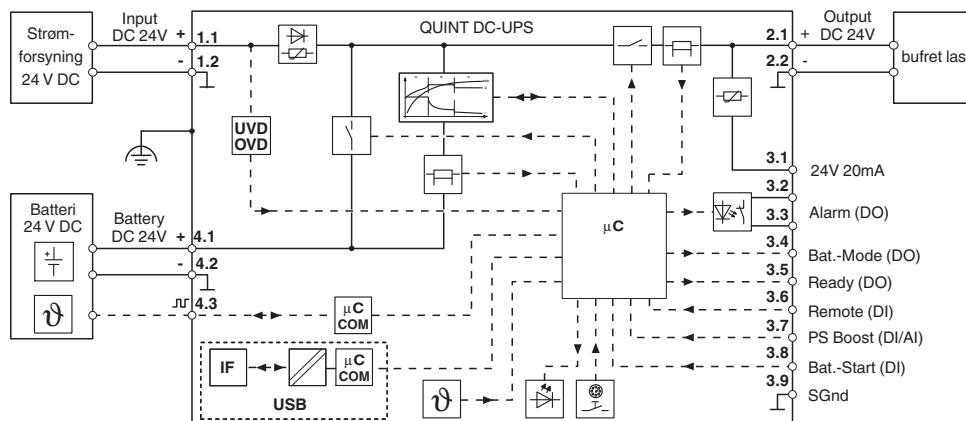 QUINT DC-UPS
Strøm-
forsyning
24 V DC
Input
DC 24V
+
-
1.1
1.2
2.1
2.2
Output
+ DC 24V
-
bufret last
UVD
OVD
3.1
24V 20mA
3.2
3.3
Alarm (DO)
3.4
Bat.-Mode (DO)
3.5
Ready (DO)
3.6
Remote (DI)
3.7
PS Boost (DI/AI)
3.8
Bat.-Start (DI)
3.9
SGnd
Batteri
24 V DC
+
ϑ
Battery
DC 24V
+
-
4.1
4.2
4.3
µC
µC
COM
IF
µC
COM
USB
ϑ